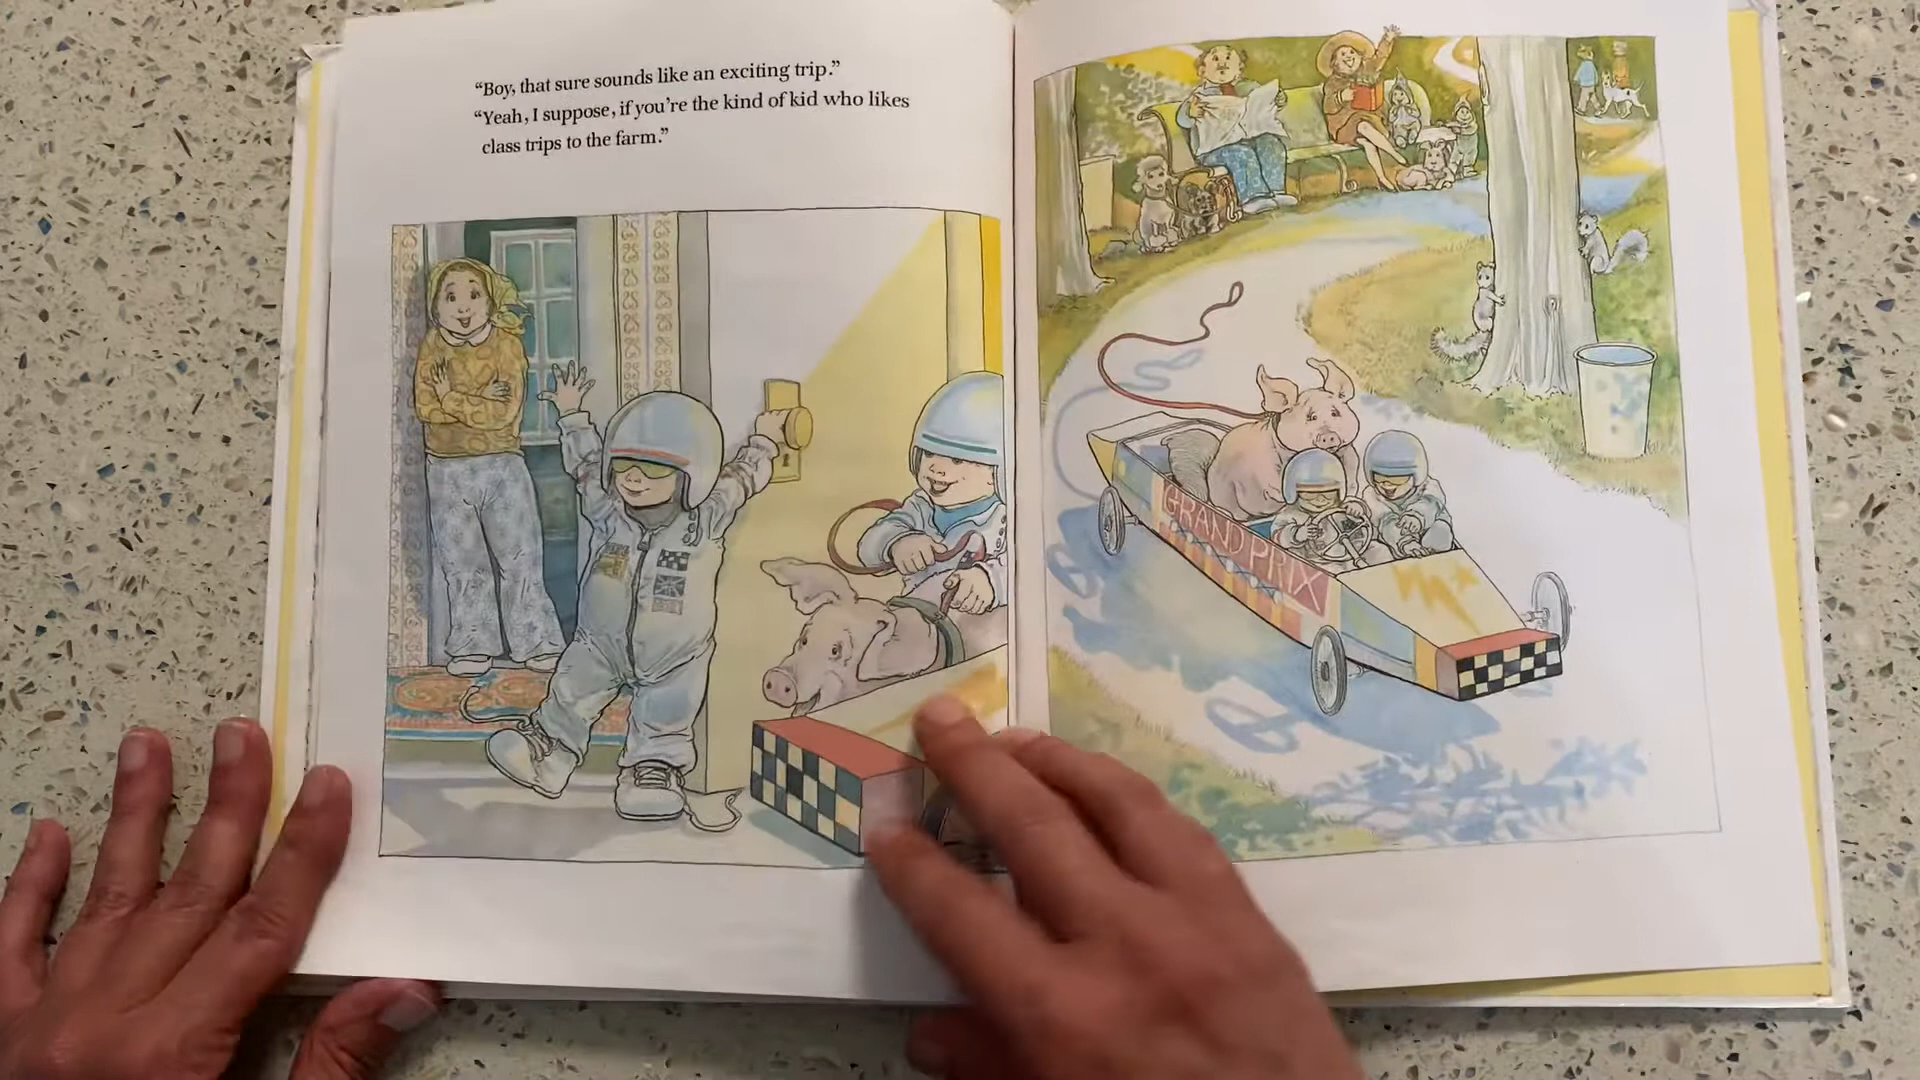 “Boy, that sure sounds like an exciting trip.”
“Yeah, I suppose, if you’re the kind of kid who likes
class trips to the farm.”
GRAND PRIX